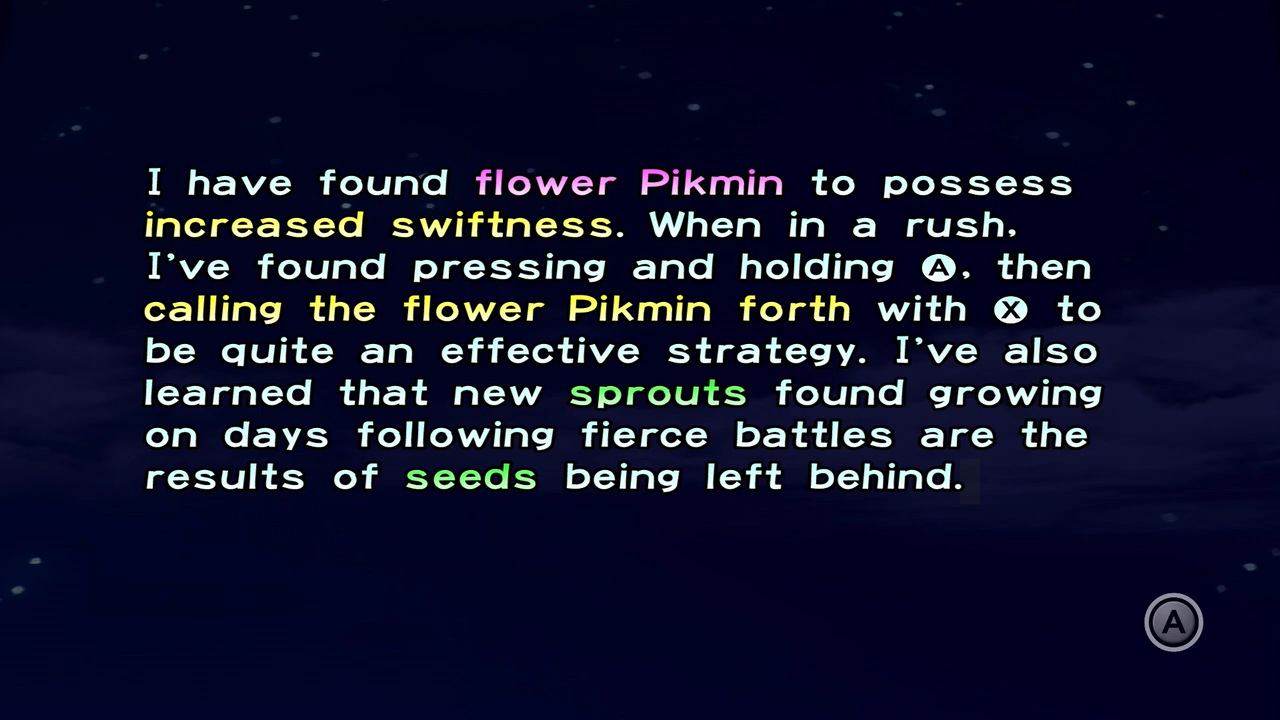 I have found flower Pikmin to possess
increased swiftness. When in a rush,
I've found pressing and holding A, then
calling the flower Pikmin forth with X to
be quite an effective strategy. I've also
learned that new sprouts found growing
on days following fierce battles are the
results of seeds being left behind.
A